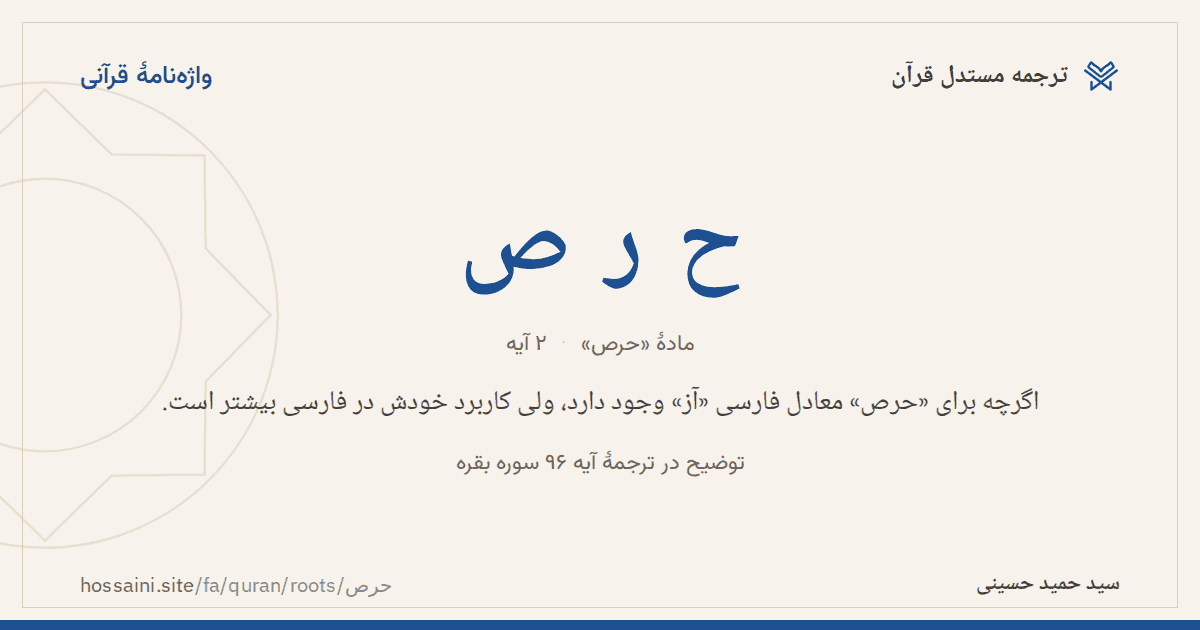 ترجمه مستدل قرآن
واژه‌نامهٔ قرآنی
ح ر ص
مادهٔ «حرص» · ۲ آیه
اگرچه برای «حرص» معادل فارسی «آز» وجود دارد، ولی کاربرد خودش در فارسی بیشتر است.
توضیح در ترجمهٔ آیه ۹۶ سوره بقره
سید حمید حسینی
hossaini.site/fa/quran/roots/حرص